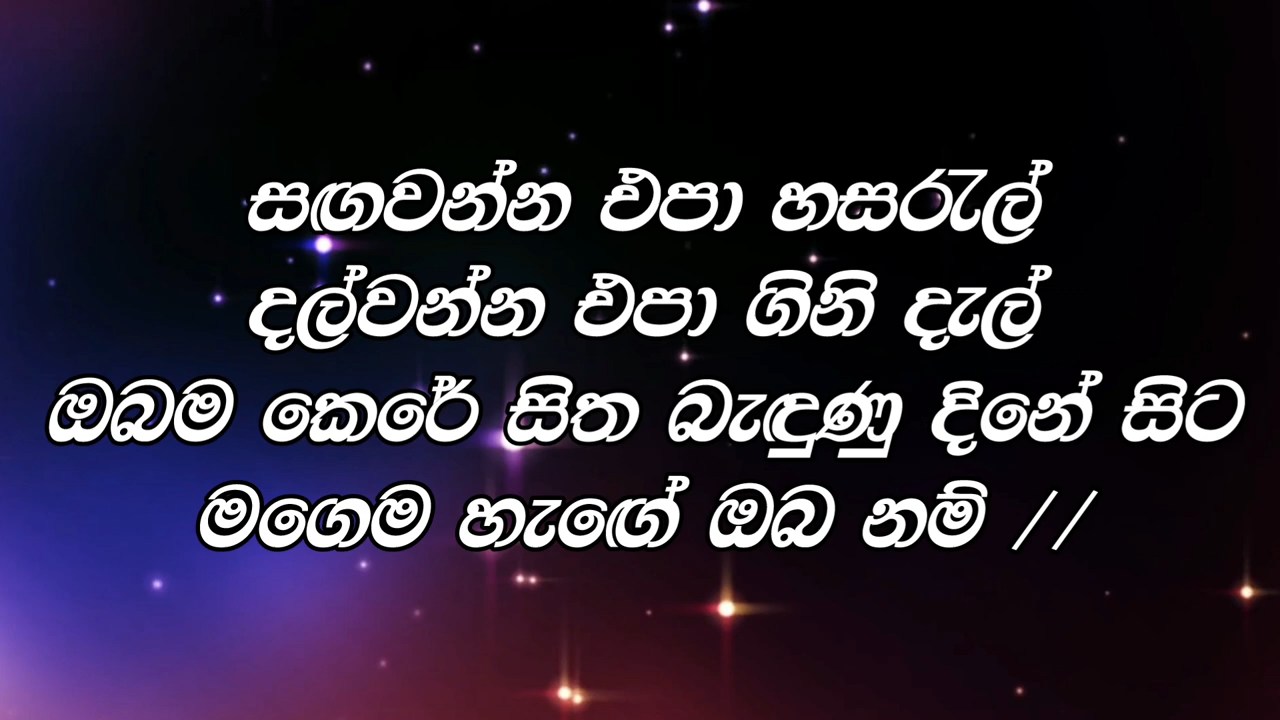 සඟවන්න එපා හසරැල්
දල්වන්න එපා ගිනි දැල්
ඔබම කෙරේ සිත බැඳුණු දිනේ සිට
මගෙම හැඟේ ඔබ නම් //